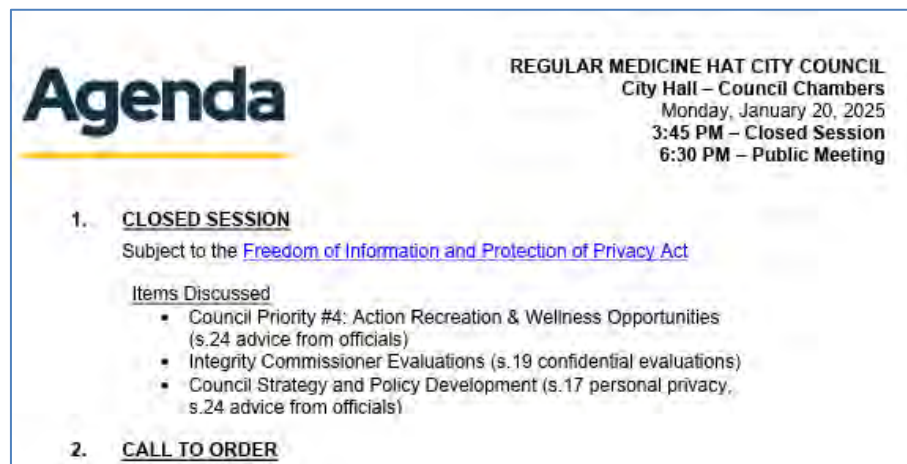 Agenda
REGULAR MEDICINE HAT CITY COUNCIL
City Hall – Council Chambers
Monday, January 20, 2025
3:45 PM – Closed Session
6:30 PM – Public Meeting
1. CLOSED SESSION
Subject to the Freedom of Information and Protection of Privacy Act
Items Discussed
• Council Priority #4: Action Recreation & Wellness Opportunities
(s.24 advice from officials)
• Integrity Commissioner Evaluations (s.19 confidential evaluations)
• Council Strategy and Policy Development (s.17 personal privacy,
s.24 advice from officials)
2. CALL TO ORDER